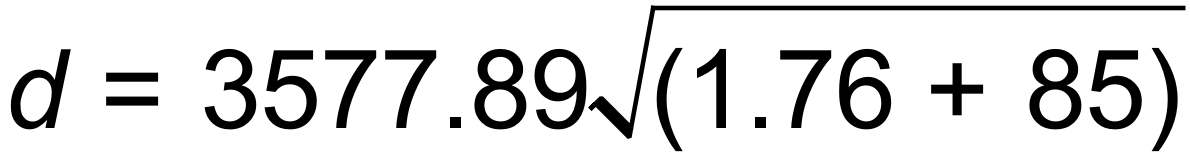 d = 3577.89√(1.76 + 85)